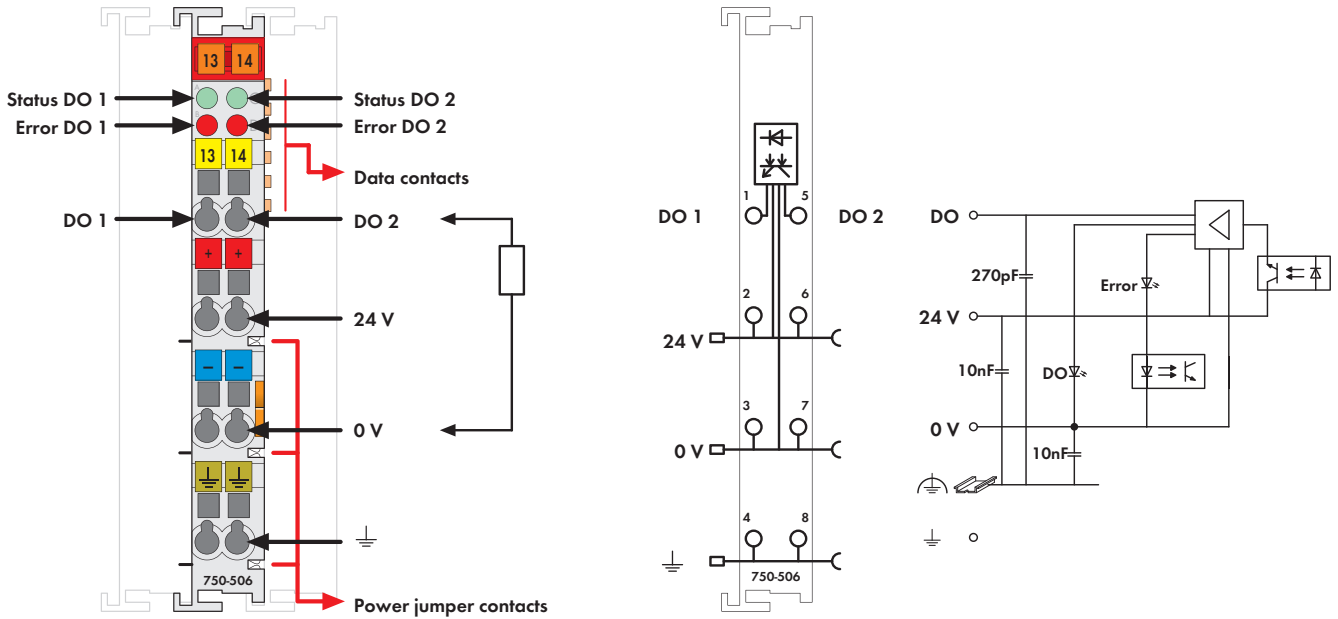 13 14
Status DO 1
Status DO 2
Error DO 1
Error DO 2
13 14
Data contacts
DO 1
DO 2
+ +
24 V
– –
0 V
750-506
Power jumper contacts
1 5
DO 1
DO 2
2 6
24 V
3 7
0 V
4 8
750-506
DO
270pF
Error
24 V
10nF
DO
0 V
10nF